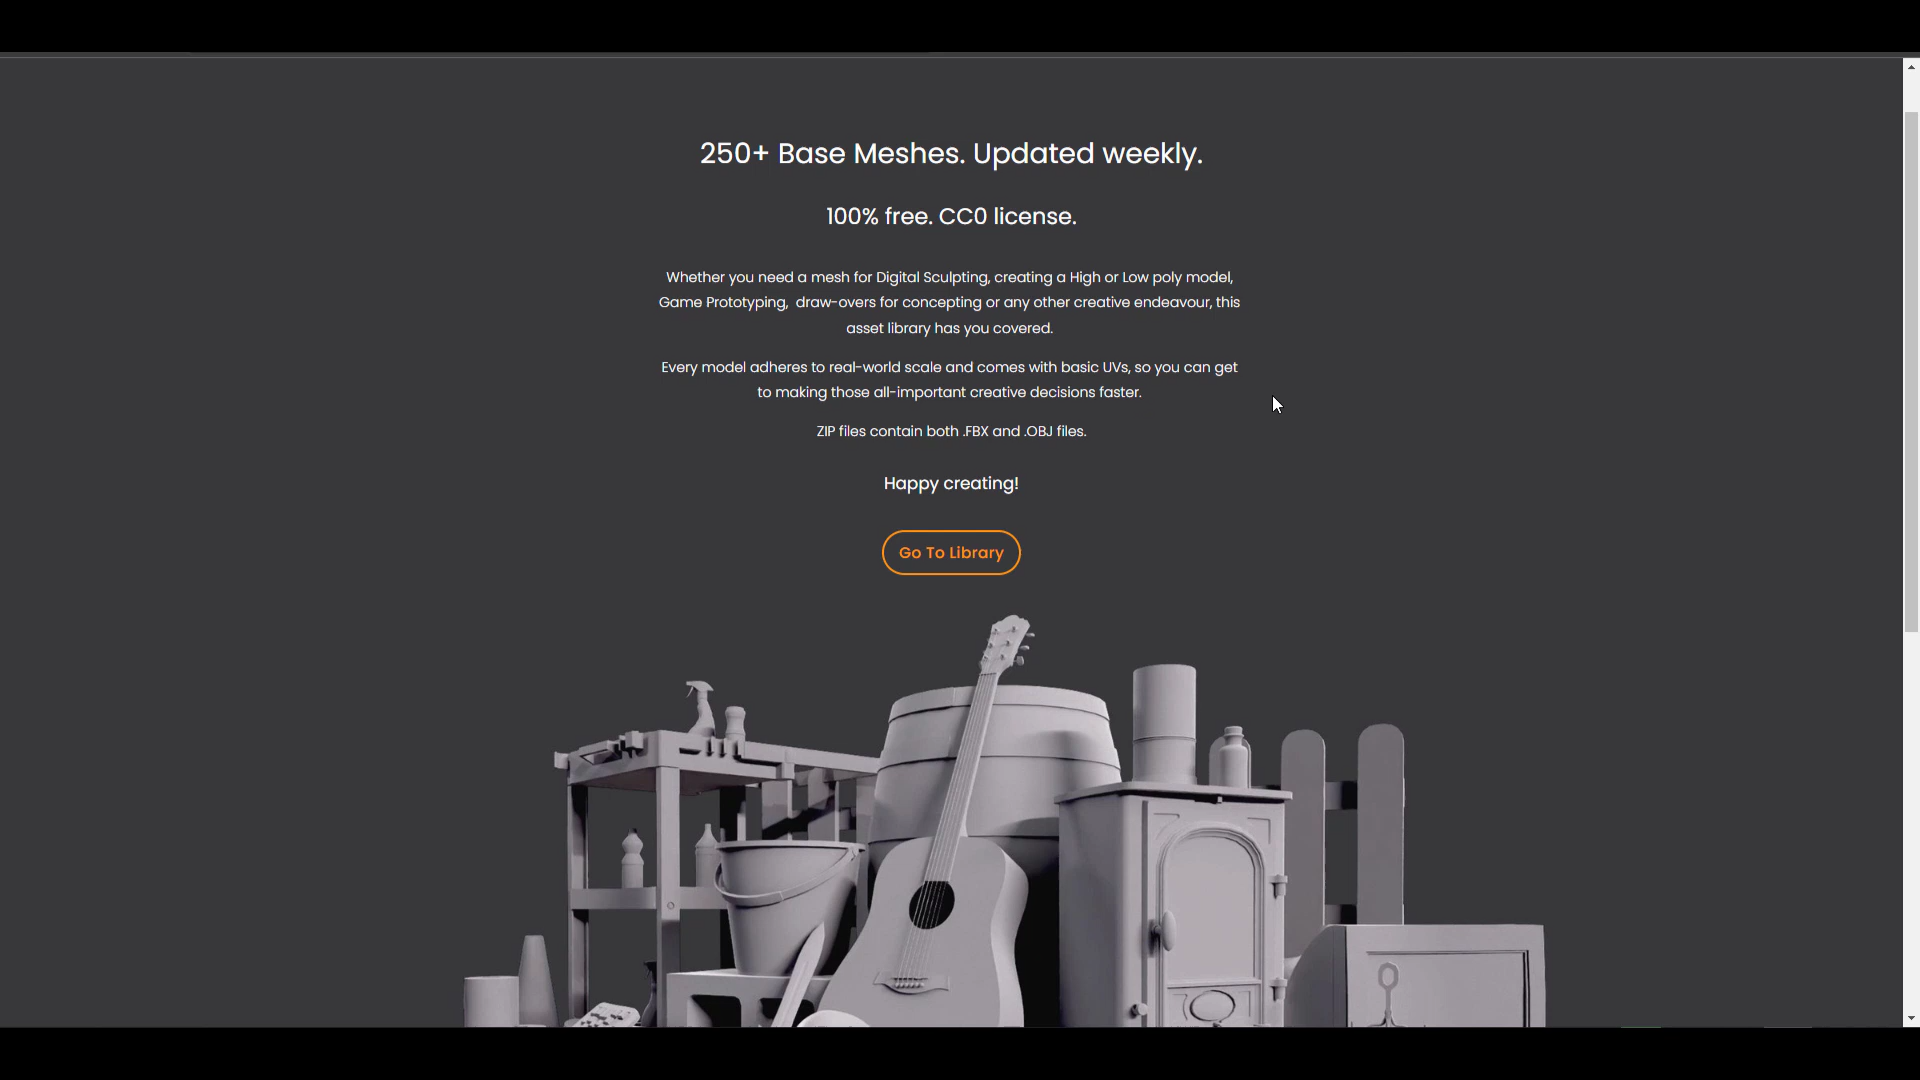 250+ Base Meshes. Updated weekly.
100% free. CC0 license.
Whether you need a mesh for Digital Sculpting, creating a High or Low poly model,
Game Prototyping,  draw-overs for concepting or any other creative endeavour, this
asset library has you covered.
Every model adheres to real-world scale and comes with basic UVs, so you can get
to making those all-important creative decisions faster.
ZIP files contain both .FBX and .OBJ files.
Happy creating!
Go To Library